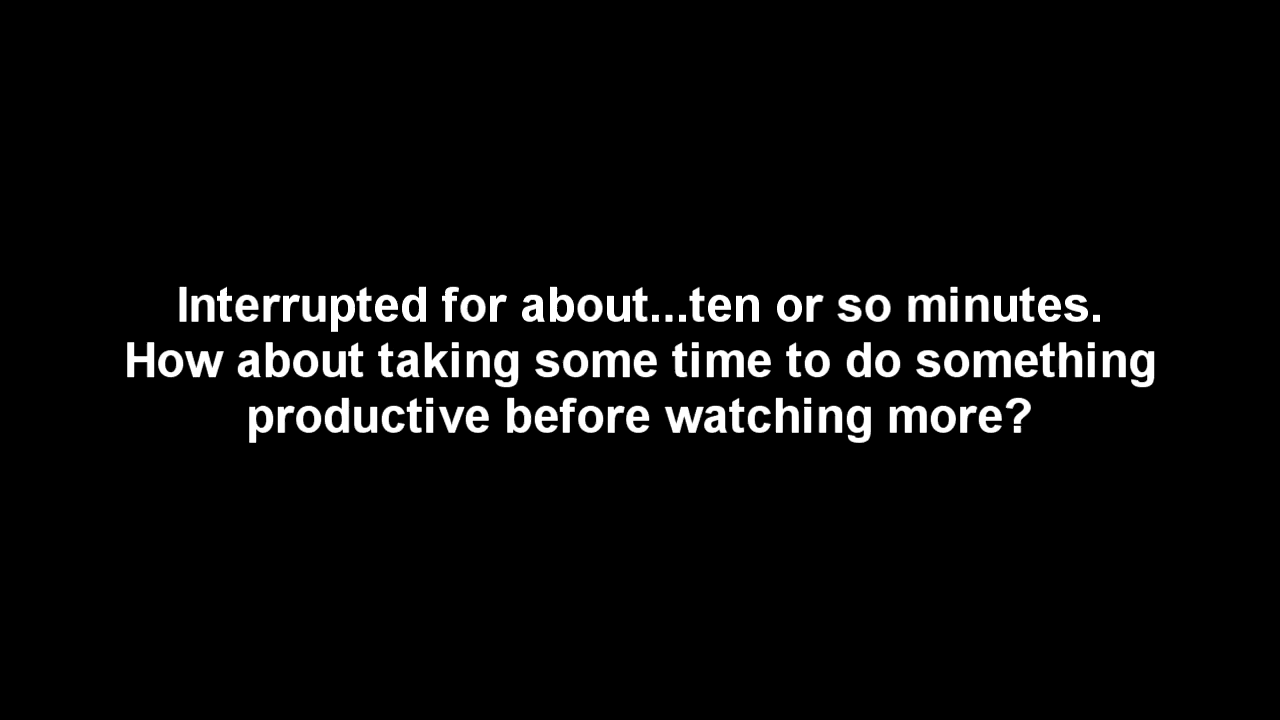 Interrupted for about...ten or so minutes.
How about taking some time to do something
productive before watching more?